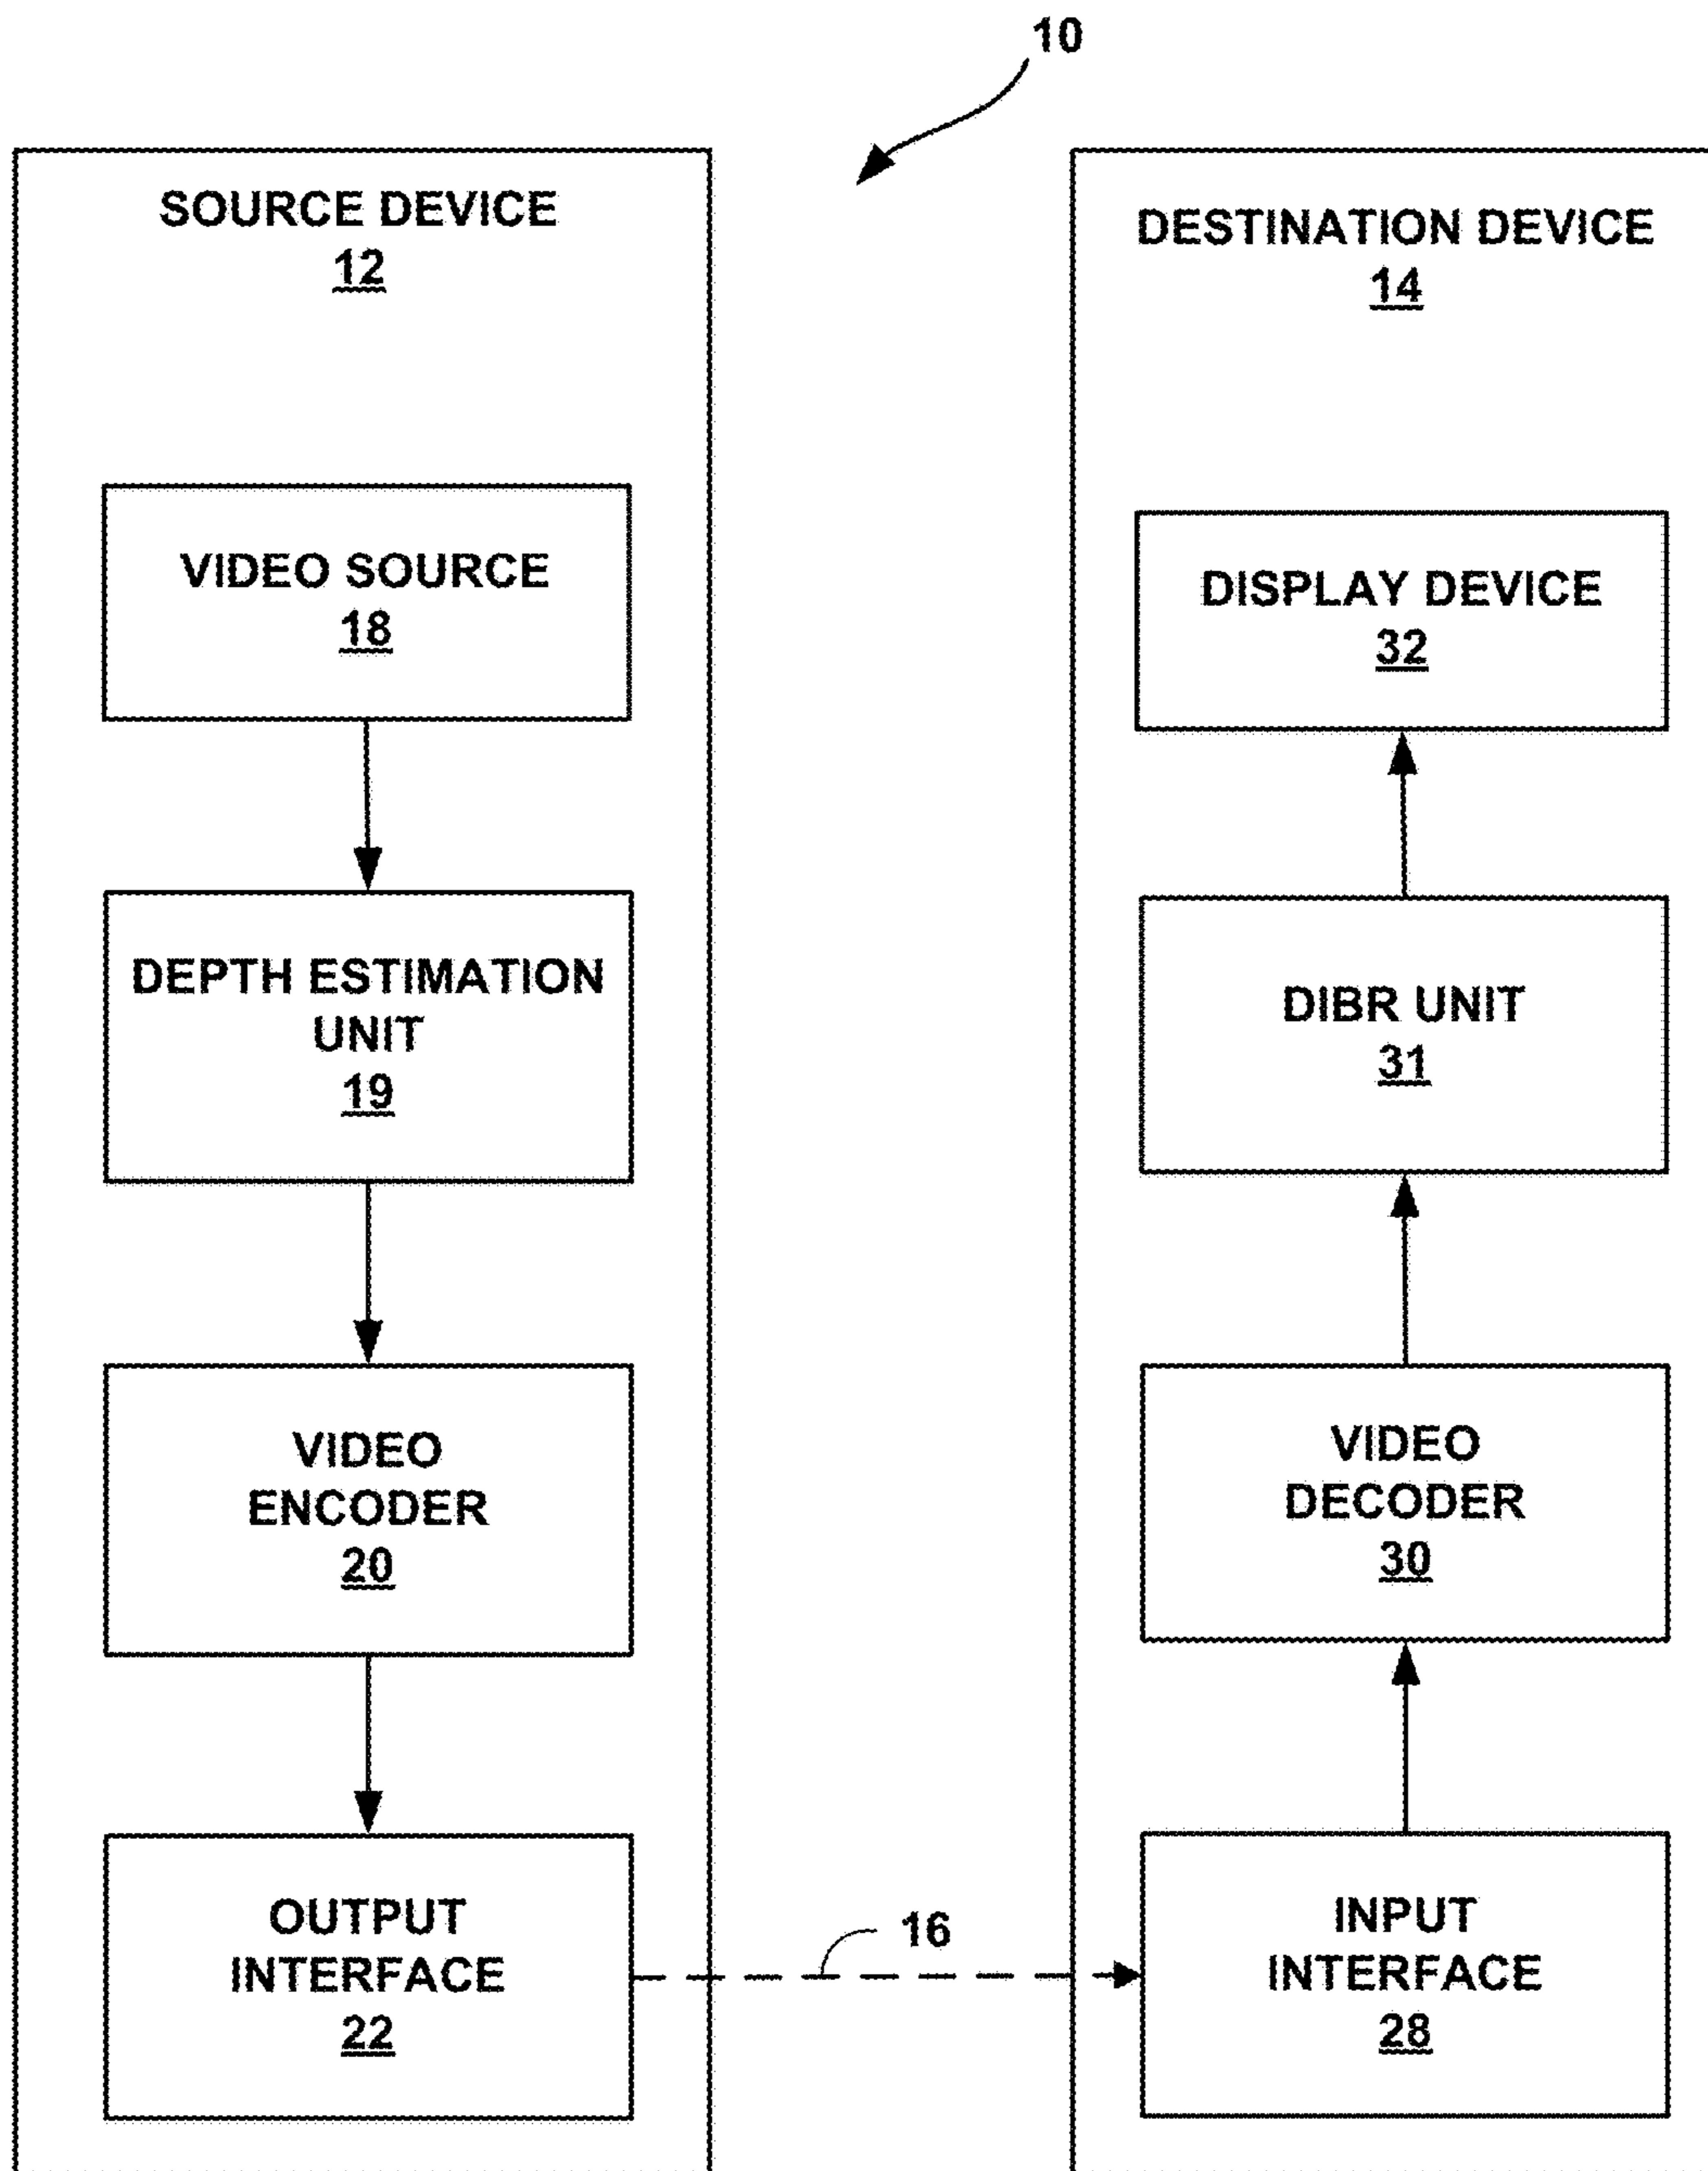 10
SOURCE DEVICE
12
VIDEO SOURCE
18
DEPTH ESTIMATION
UNIT
19
VIDEO
ENCODER
20
OUTPUT
INTERFACE
22
16
DESTINATION DEVICE
14
DISPLAY DEVICE
32
DIBR UNIT
31
VIDEO
DECODER
30
INPUT
INTERFACE
28